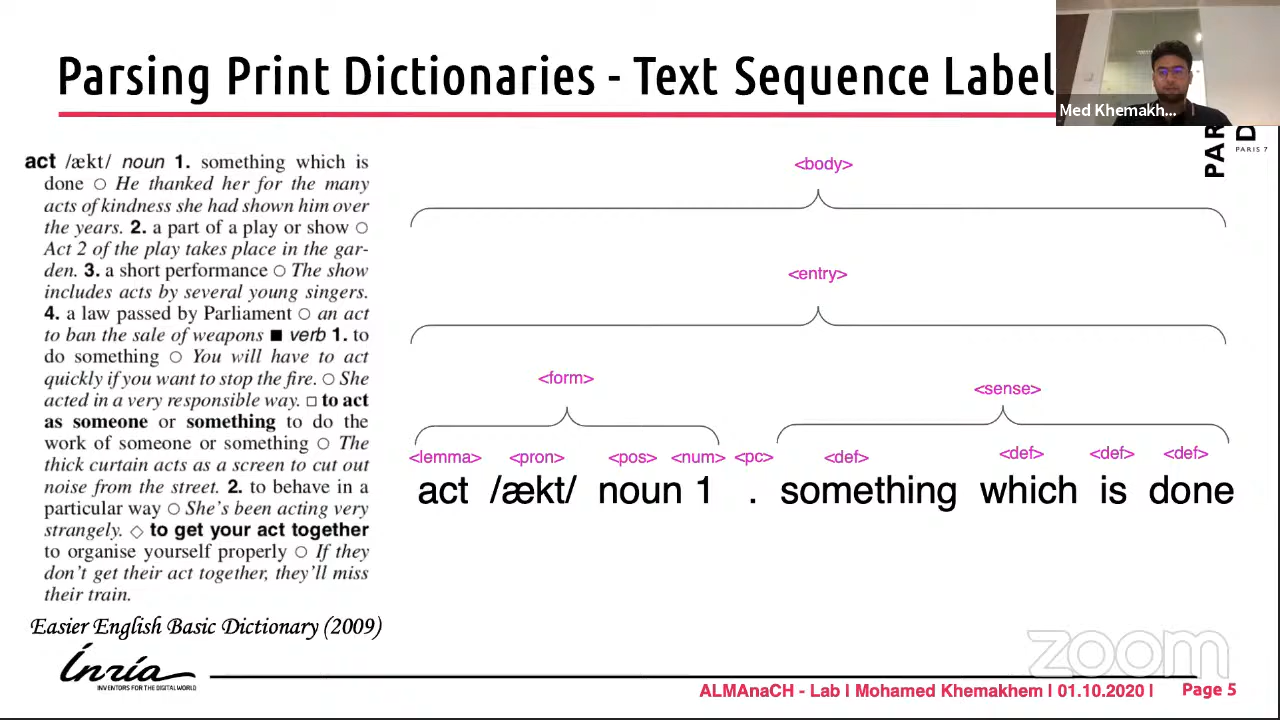 Parsing Print Dictionaries - Text Sequence Label
Med Khemakh...
PAR
D
PARIS 7
act /ækt/ noun 1. something which is
done ○ He thanked her for the many
acts of kindness she had shown him over
the years. 2. a part of a play or show ○
Act 2 of the play takes place in the gar-
den. 3. a short performance ○ The show
includes acts by several young singers.
4. a law passed by Parliament ○ an act
to ban the sale of weapons ■ verb 1. to
do something ○ You will have to act
quickly if you want to stop the fire. ○ She
acted in a very responsible way. □ to act
as someone or something to do the
work of someone or something ○ The
thick curtain acts as a screen to cut out
noise from the street. 2. to behave in a
particular way ○ She's been acting very
strangely. ◇ to get your act together
to organise yourself properly ○ If they
don't get their act together, they'll miss
their train.
Easier English Basic Dictionary (2009)
<body>
<entry>
<form>
<sense>
<lemma> <pron> <pos> <num> <pc> <def> <def> <def> <def>
act /ækt/ noun 1 . something which is done
Inria
INVENTORS FOR THE DIGITAL WORLD
zoom
ALMAnaCH - Lab I Mohamed Khemakhem I 01.10.2020 I Page 5